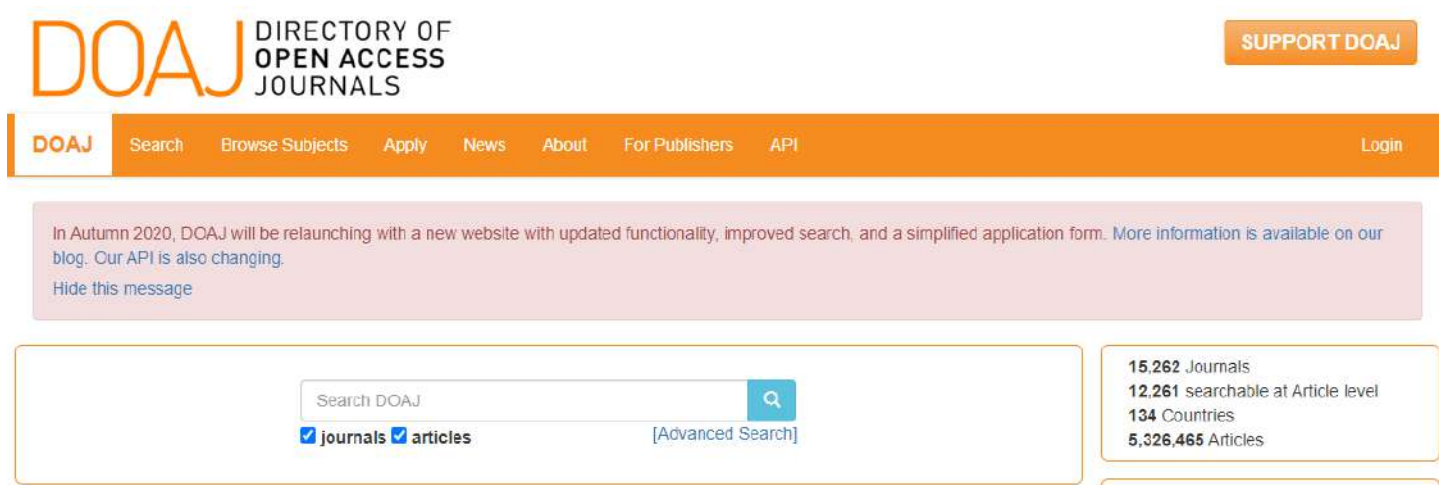 DOAJ DIRECTORY OF
OPEN ACCESS
JOURNALS
SUPPORT DOAJ
DOAJ Search Browse Subjects Apply News About For Publishers API Login
In Autumn 2020, DOAJ will be relaunching with a new website with updated functionality, improved search, and a simplified application form. More information is available on our
blog. Our API is also changing.
Hide this message
Search DOAJ
journals articles [Advanced Search]
15,262 Journals
12,261 searchable at Article level
134 Countries
5,326,465 Articles